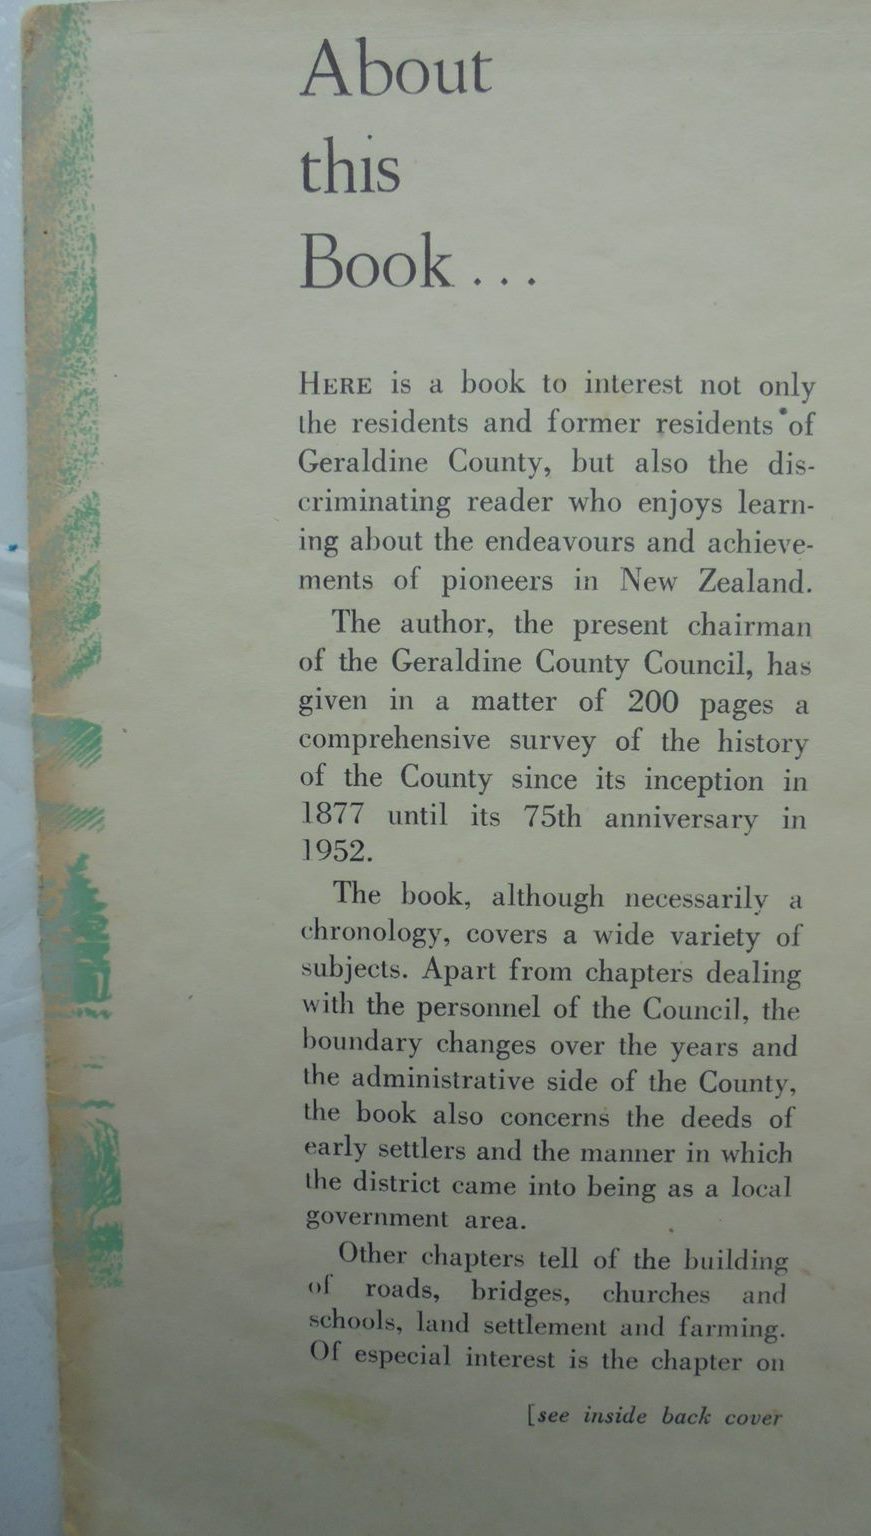 About
this
Book...
HERE is a book to interest not only
the residents and former residents of
Geraldine County, but also the dis-
criminating reader who enjoys learn-
ing about the endeavours and achieve-
ments of pioneers in New Zealand.
The author, the present chairman
of the Geraldine County Council, has
given in a matter of 200 pages a
comprehensive survey of the history
of the County since its inception in
1877 until its 75th anniversary in
1952.
The book, although necessarily a
chronology, covers a wide variety of
subjects. Apart from chapters dealing
with the personnel of the Council, the
boundary changes over the years and
the administrative side of the County,
the book also concerns the deeds of
early settlers and the manner in which
the district came into being as a local
government area.
Other chapters tell of the building
of roads, bridges, churches and
schools, land settlement and farming.
Of especial interest is the chapter on
[see inside back cover